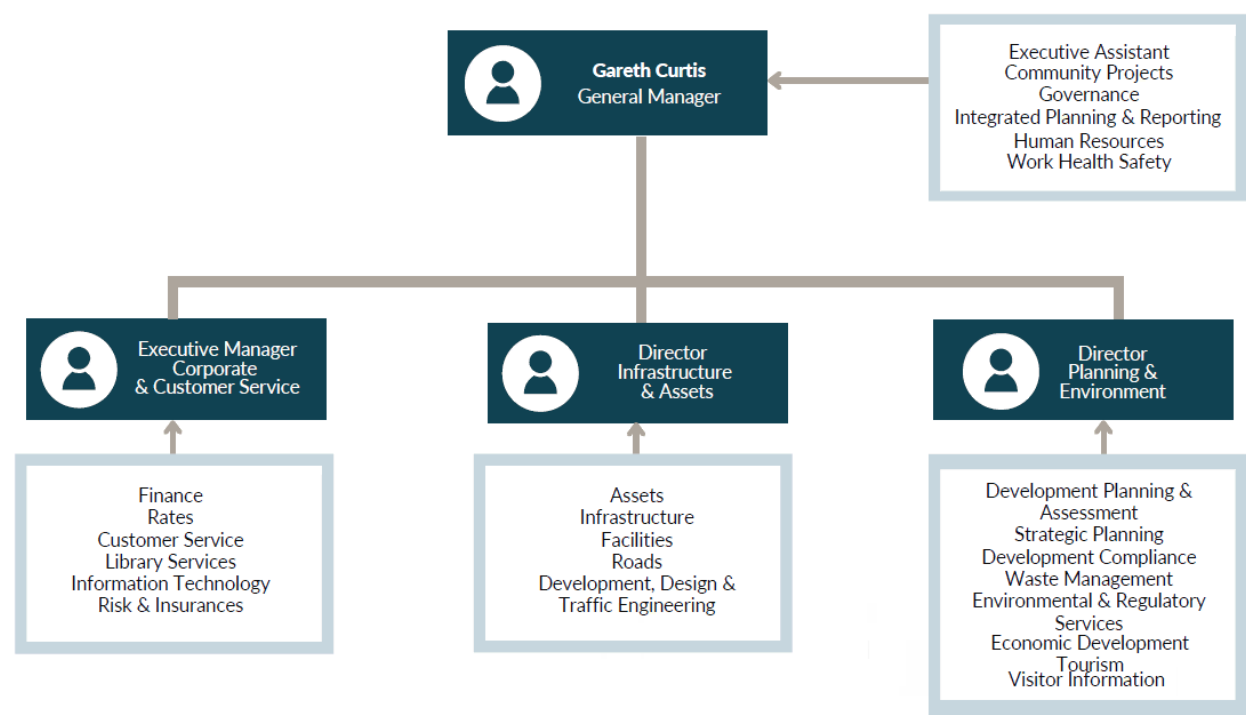 Gareth Curtis
General Manager
Executive Assistant
Community Projects
Governance
Integrated Planning & Reporting
Human Resources
Work Health Safety
Executive Manager
Corporate
& Customer Service
Director
Infrastructure
& Assets
Director
Planning &
Environment
Finance
Rates
Customer Service
Library Services
Information Technology
Risk & Insurances
Assets
Infrastructure
Facilities
Roads
Development, Design &
Traffic Engineering
Development Planning &
Assessment
Strategic Planning
Development Compliance
Waste Management
Environmental & Regulatory
Services
Economic Development
Tourism
Visitor Information